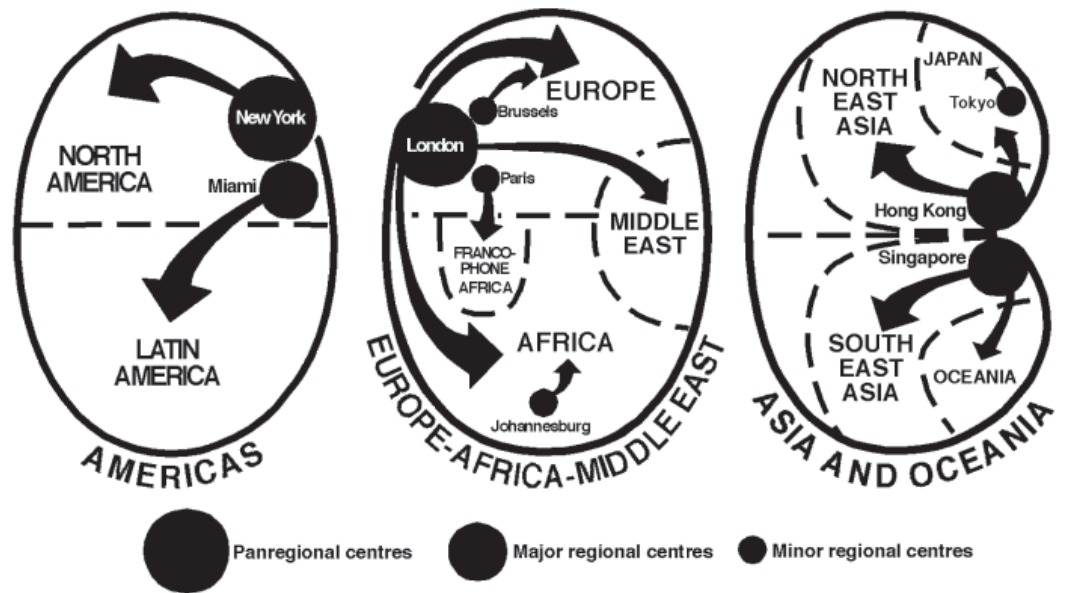 New York
NORTH
AMERICA
Miami
LATIN
AMERICA
AMERICAS
EUROPE
Brussels
London
Paris
MIDDLE
EAST
FRANCO-
PHONE
AFRICA
AFRICA
Johannesburg
EUROPE-AFRICA-MIDDLE EAST
JAPAN
NORTH
EAST
ASIA
Tokyo
Hong Kong
Singapore
SOUTH
EAST
ASIA
OCEANIA
ASIA AND OCEANIA
Panregional centres
Major regional centres
Minor regional centres